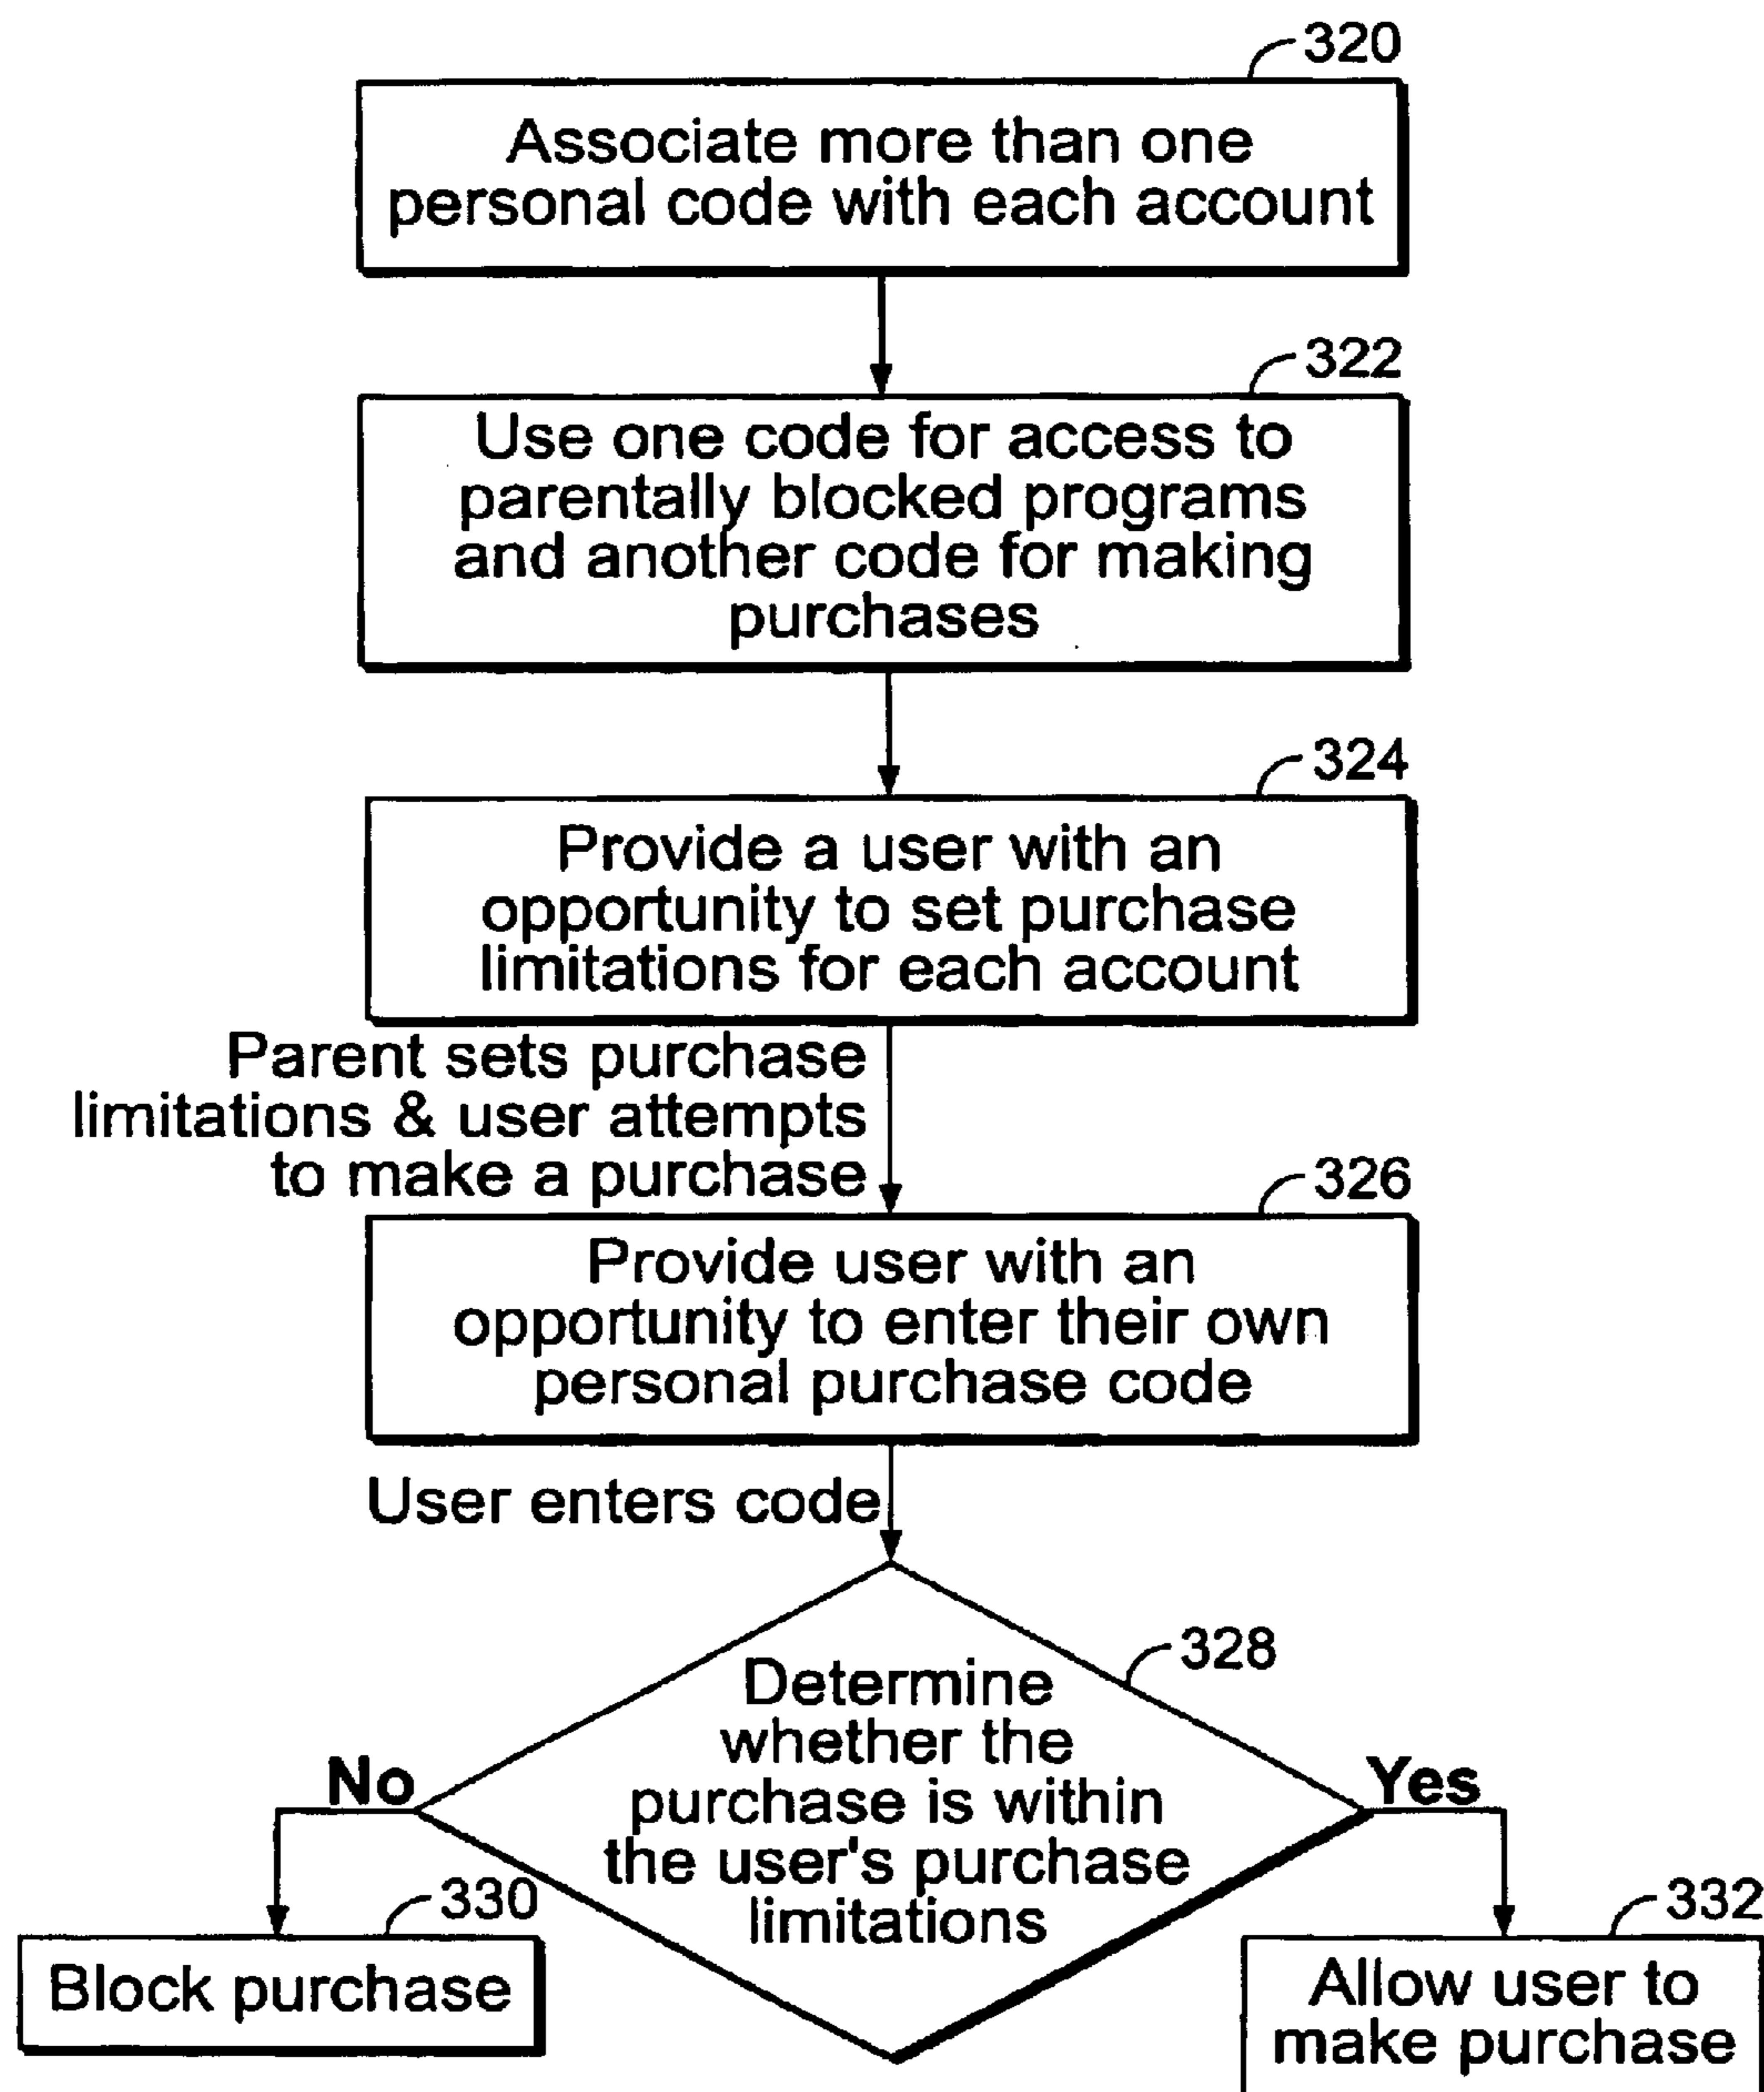 320
Associate more than one
personal code with each account
322
Use one code for access to
parentally blocked programs
and another code for making
purchases
324
Provide a user with an
opportunity to set purchase
limitations for each account
Parent sets purchase
limitations & user attempts
to make a purchase
326
Provide user with an
opportunity to enter their own
personal purchase code
User enters code
328
Determine
whether the
purchase is within
the user's purchase
limitations
No
Yes
330
Block purchase
332
Allow user to
make purchase